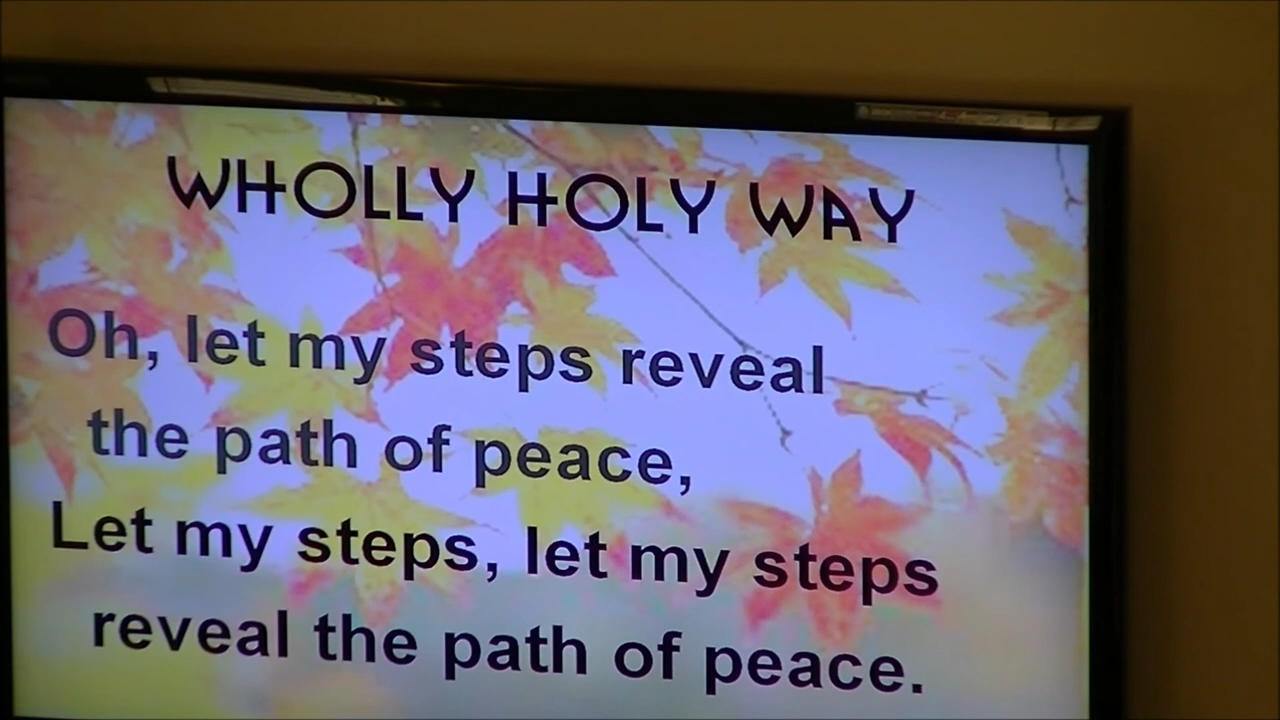 WHOLLY HOLY WAY
Oh, let my steps reveal
the path of peace,
Let my steps, let my steps
reveal the path of peace.